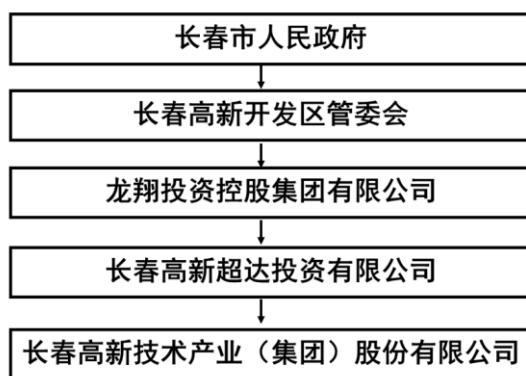 长春市人民政府
长春高新开发区管委会
龙翔投资控股集团有限公司
长春高新超达投资有限公司
长春高新技术产业（集团）股份有限公司